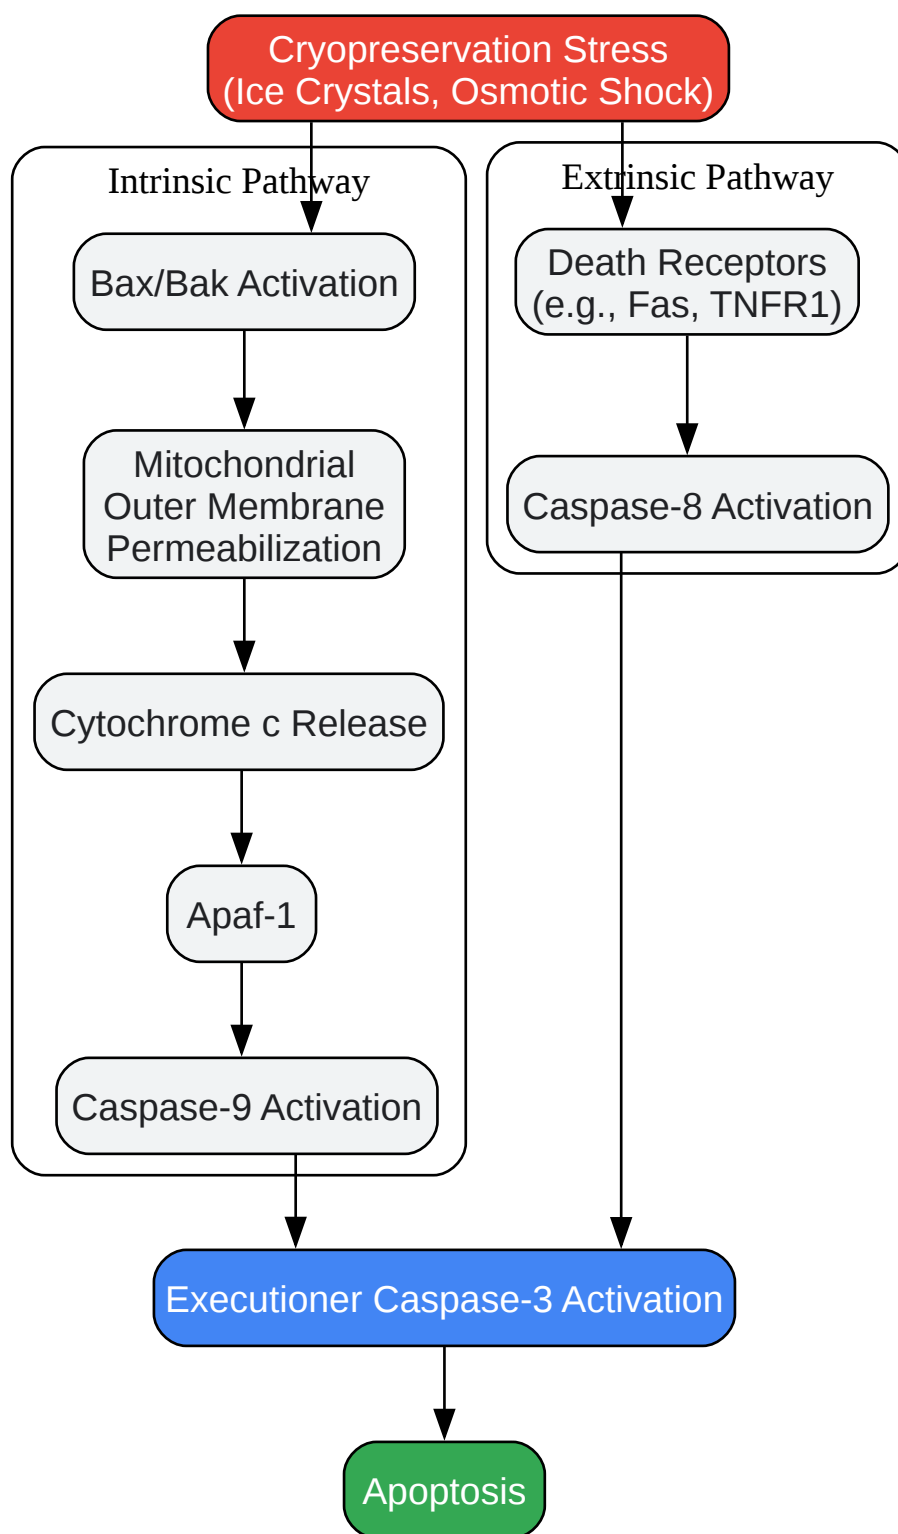 Cryopreservation Stress
(Ice Crystals, Osmotic Shock)
Intrinsic Pathway
Bax/Bak Activation
Mitochondrial
Outer Membrane
Permeabilization
Cytochrome c Release
Apaf-1
Caspase-9 Activation
Extrinsic Pathway
Death Receptors
(e.g., Fas, TNFR1)
Caspase-8 Activation
Executioner Caspase-3 Activation
Apoptosis